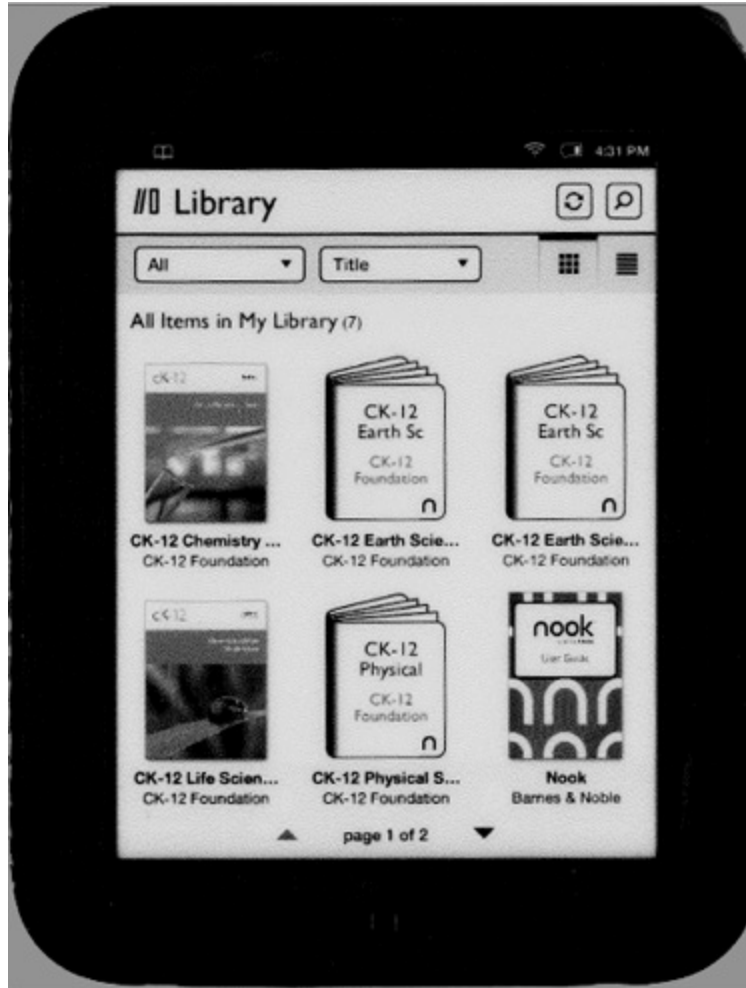 4:31 PM
Library
All
Title
All Items in My Library (7)
CK-12
CK-12
Earth Sc
CK-12
Foundation
n
CK-12
Earth Sc
CK-12
Foundation
n
CK-12 Chemistry ...
CK-12 Foundation
CK-12 Earth Scie...
CK-12 Foundation
CK-12 Earth Scie...
CK-12 Foundation
CK-12
CK-12
Physical
CK-12
Foundation
n
nook
User Guide
CK-12 Life Scien...
CK-12 Foundation
CK-12 Physical S...
CK-12 Foundation
Nook
Barnes & Noble
page 1 of 2